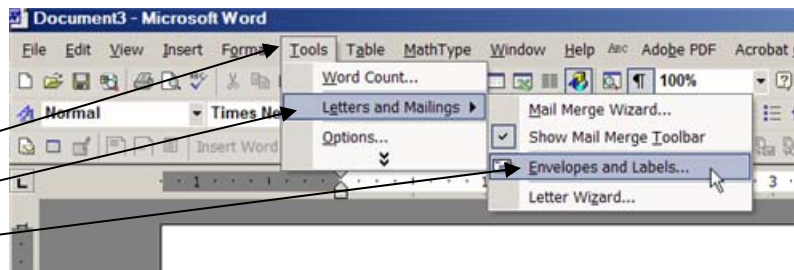 Document3 - Microsoft Word
File Edit View Insert Format Tools Table MathType Window Help ABC Adobe PDF Acrobat
100%
Normal Times Ne
Insert Word
Word Count...
Letters and Mailings
Options...
Mail Merge Wizard...
Show Mail Merge Toolbar
Envelopes and Labels...
Letter Wizard...
L 1 1 3